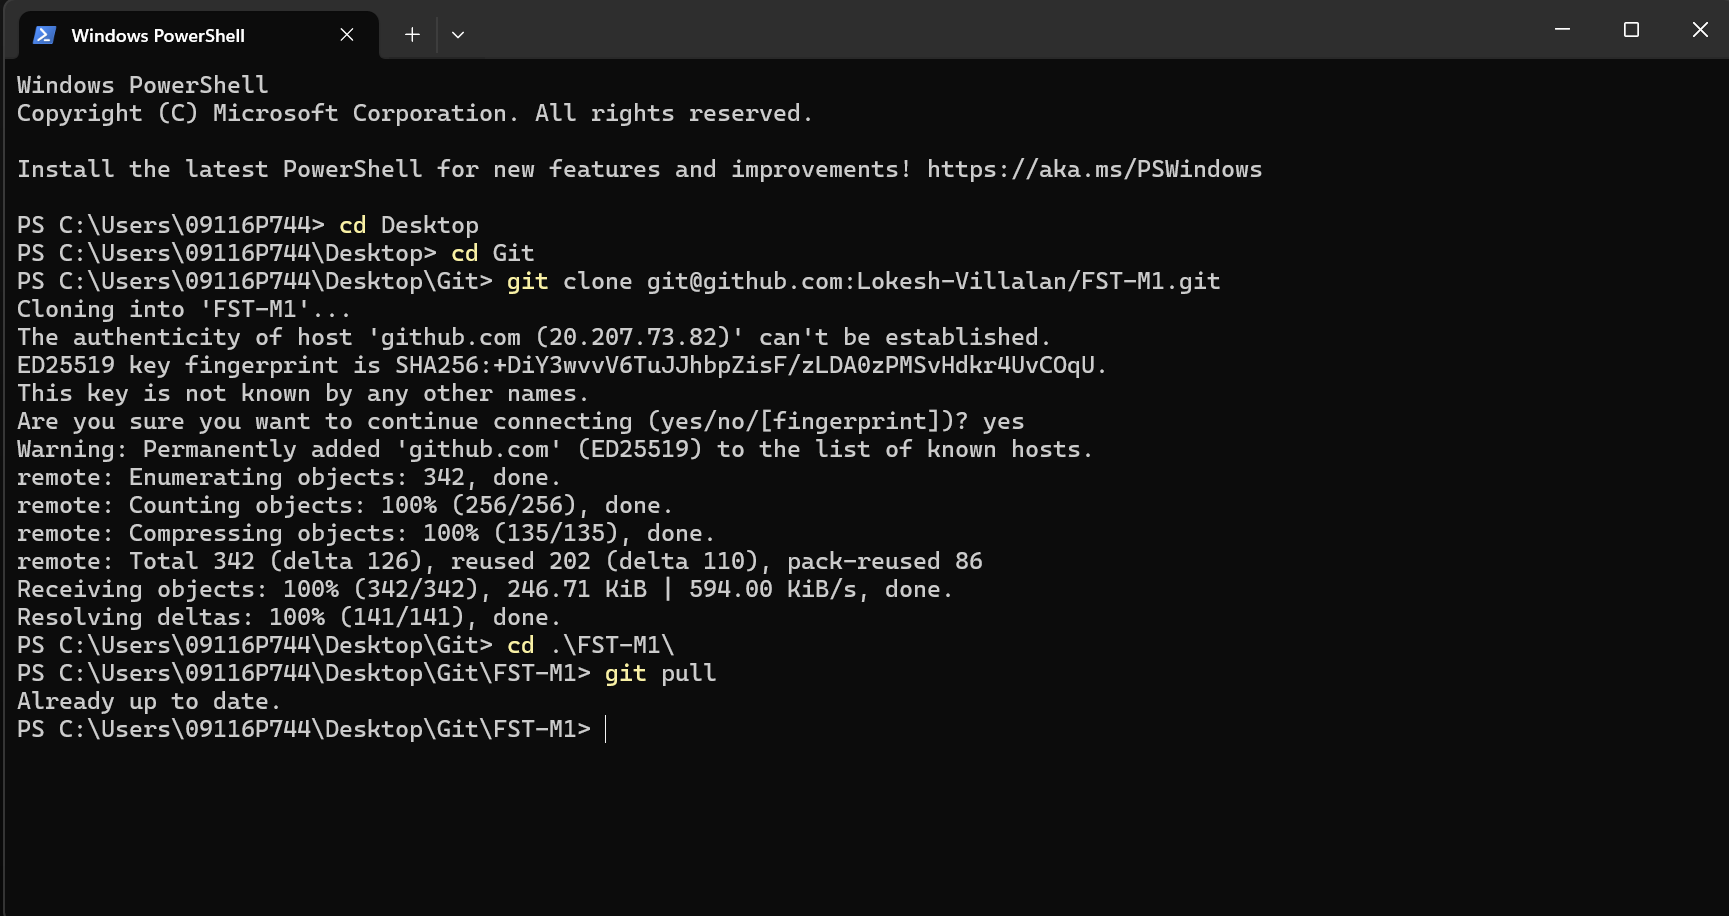 Windows PowerShell
Windows PowerShell
Copyright (C) Microsoft Corporation. All rights reserved.
Install the latest PowerShell for new features and improvements! https://aka.ms/PSWindows
PS C:\Users\09116P744> cd Desktop
PS C:\Users\09116P744\Desktop> cd Git
PS C:\Users\09116P744\Desktop\Git> git clone git@github.com:Lokesh-Villalan/FST-M1.git
Cloning into 'FST-M1'...
The authenticity of host 'github.com (20.207.73.82)' can't be established.
ED25519 key fingerprint is SHA256:+DiY3wvvV6TuJJhbpZisF/zLDA0zPMSvHdkr4UvCOqU.
This key is not known by any other names.
Are you sure you want to continue connecting (yes/no/[fingerprint])? yes
Warning: Permanently added 'github.com' (ED25519) to the list of known hosts.
remote: Enumerating objects: 342, done.
remote: Counting objects: 100% (256/256), done.
remote: Compressing objects: 100% (135/135), done.
remote: Total 342 (delta 126), reused 202 (delta 110), pack-reused 86
Receiving objects: 100% (342/342), 246.71 KiB | 594.00 KiB/s, done.
Resolving deltas: 100% (141/141), done.
PS C:\Users\09116P744\Desktop\Git> cd .\FST-M1\
PS C:\Users\09116P744\Desktop\Git\FST-M1> git pull
Already up to date.
PS C:\Users\09116P744\Desktop\Git\FST-M1>